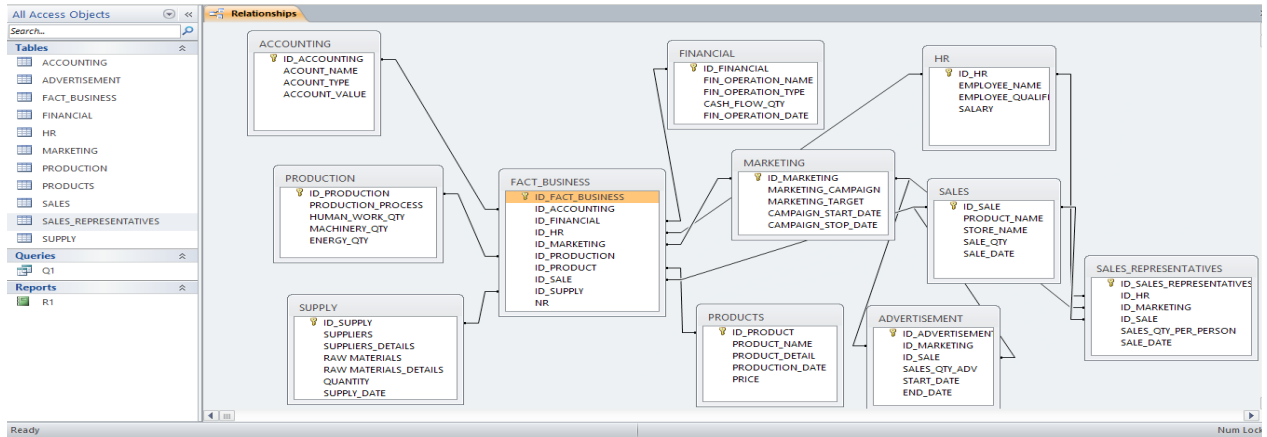 All Access Objects
Search...
Tables
ACCOUNTING
ADVERTISEMENT
FACT_BUSINESS
FINANCIAL
HR
MARKETING
PRODUCTION
PRODUCTS
SALES
SALES_REPRESENTATIVES
SUPPLY
Queries
Q1
Reports
R1
Relationships
ACCOUNTING
ID_ACCOUNTING
ACOUNT_NAME
ACOUNT_TYPE
ACCOUNT_VALUE
PRODUCTION
ID_PRODUCTION
PRODUCTION_PROCESS
HUMAN_WORK_QTY
MACHINERY_QTY
ENERGY_QTY
SUPPLY
ID_SUPPLY
SUPPLIERS
SUPPLIERS_DETAILS
RAW MATERIALS
RAW MATERIALS_DETAILS
QUANTITY
SUPPLY_DATE
FACT_BUSINESS
ID_FACT_BUSINESS
ID_ACCOUNTING
ID_FINANCIAL
ID_HR
ID_MARKETING
ID_PRODUCTION
ID_PRODUCT
ID_SALE
ID_SUPPLY
NR
FINANCIAL
ID_FINANCIAL
FIN_OPERATION_NAME
FIN_OPERATION_TYPE
CASH_FLOW_QTY
FIN_OPERATION_DATE
MARKETING
ID_MARKETING
MARKETING_CAMPAIGN
MARKETING_TARGET
CAMPAIGN_START_DATE
CAMPAIGN_STOP_DATE
PRODUCTS
ID_PRODUCT
PRODUCT_NAME
PRODUCT_DETAIL
PRODUCTION_DATE
PRICE
HR
ID_HR
EMPLOYEE_NAME
EMPLOYEE_QUALIFI
SALARY
SALES
ID_SALE
PRODUCT_NAME
STORE_NAME
SALE_QTY
SALE_DATE
ADVERTISEMENT
ID_ADVERTISEMENT
ID_MARKETING
ID_SALE
SALES_QTY_ADV
START_DATE
END_DATE
SALES_REPRESENTATIVES
ID_SALES_REPRESENTATIVES
ID_HR
ID_MARKETING
ID_SALE
SALES_QTY_PER_PERSON
SALE_DATE
Ready
Num Lock